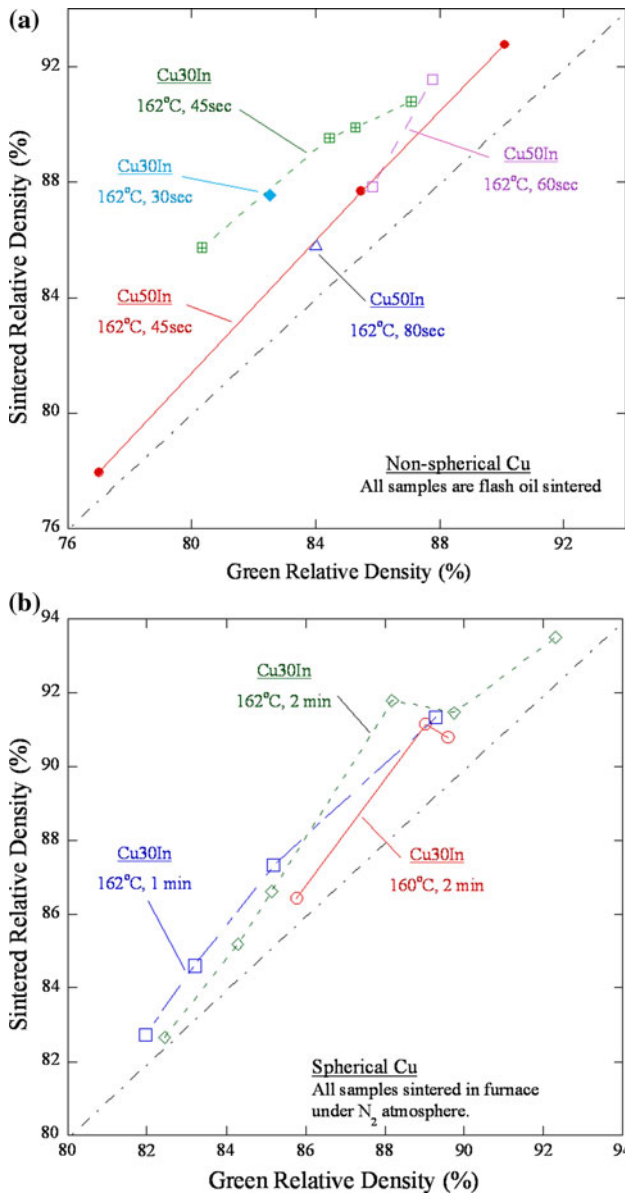 (a)
92
88
84
80
76
Sintered Relative Density (%)
Cu30In
162°C, 45sec
Cu30In
162°C, 30sec
Cu50In
162°C, 60sec
Cu50In
162°C, 45sec
Cu50In
162°C, 80sec
Non-spherical Cu
All samples are flash oil sintered
76 80 84 88 92
Green Relative Density (%)
(b)
94
92
90
88
86
84
82
80
Sintered Relative Density (%)
Cu30In
162°C, 2 min
Cu30In
162°C, 1 min
Cu30In
160°C, 2 min
Spherical Cu
All samples sintered in furnace
under N₂ atmosphere.
80 82 84 86 88 90 92 94
Green Relative Density (%)